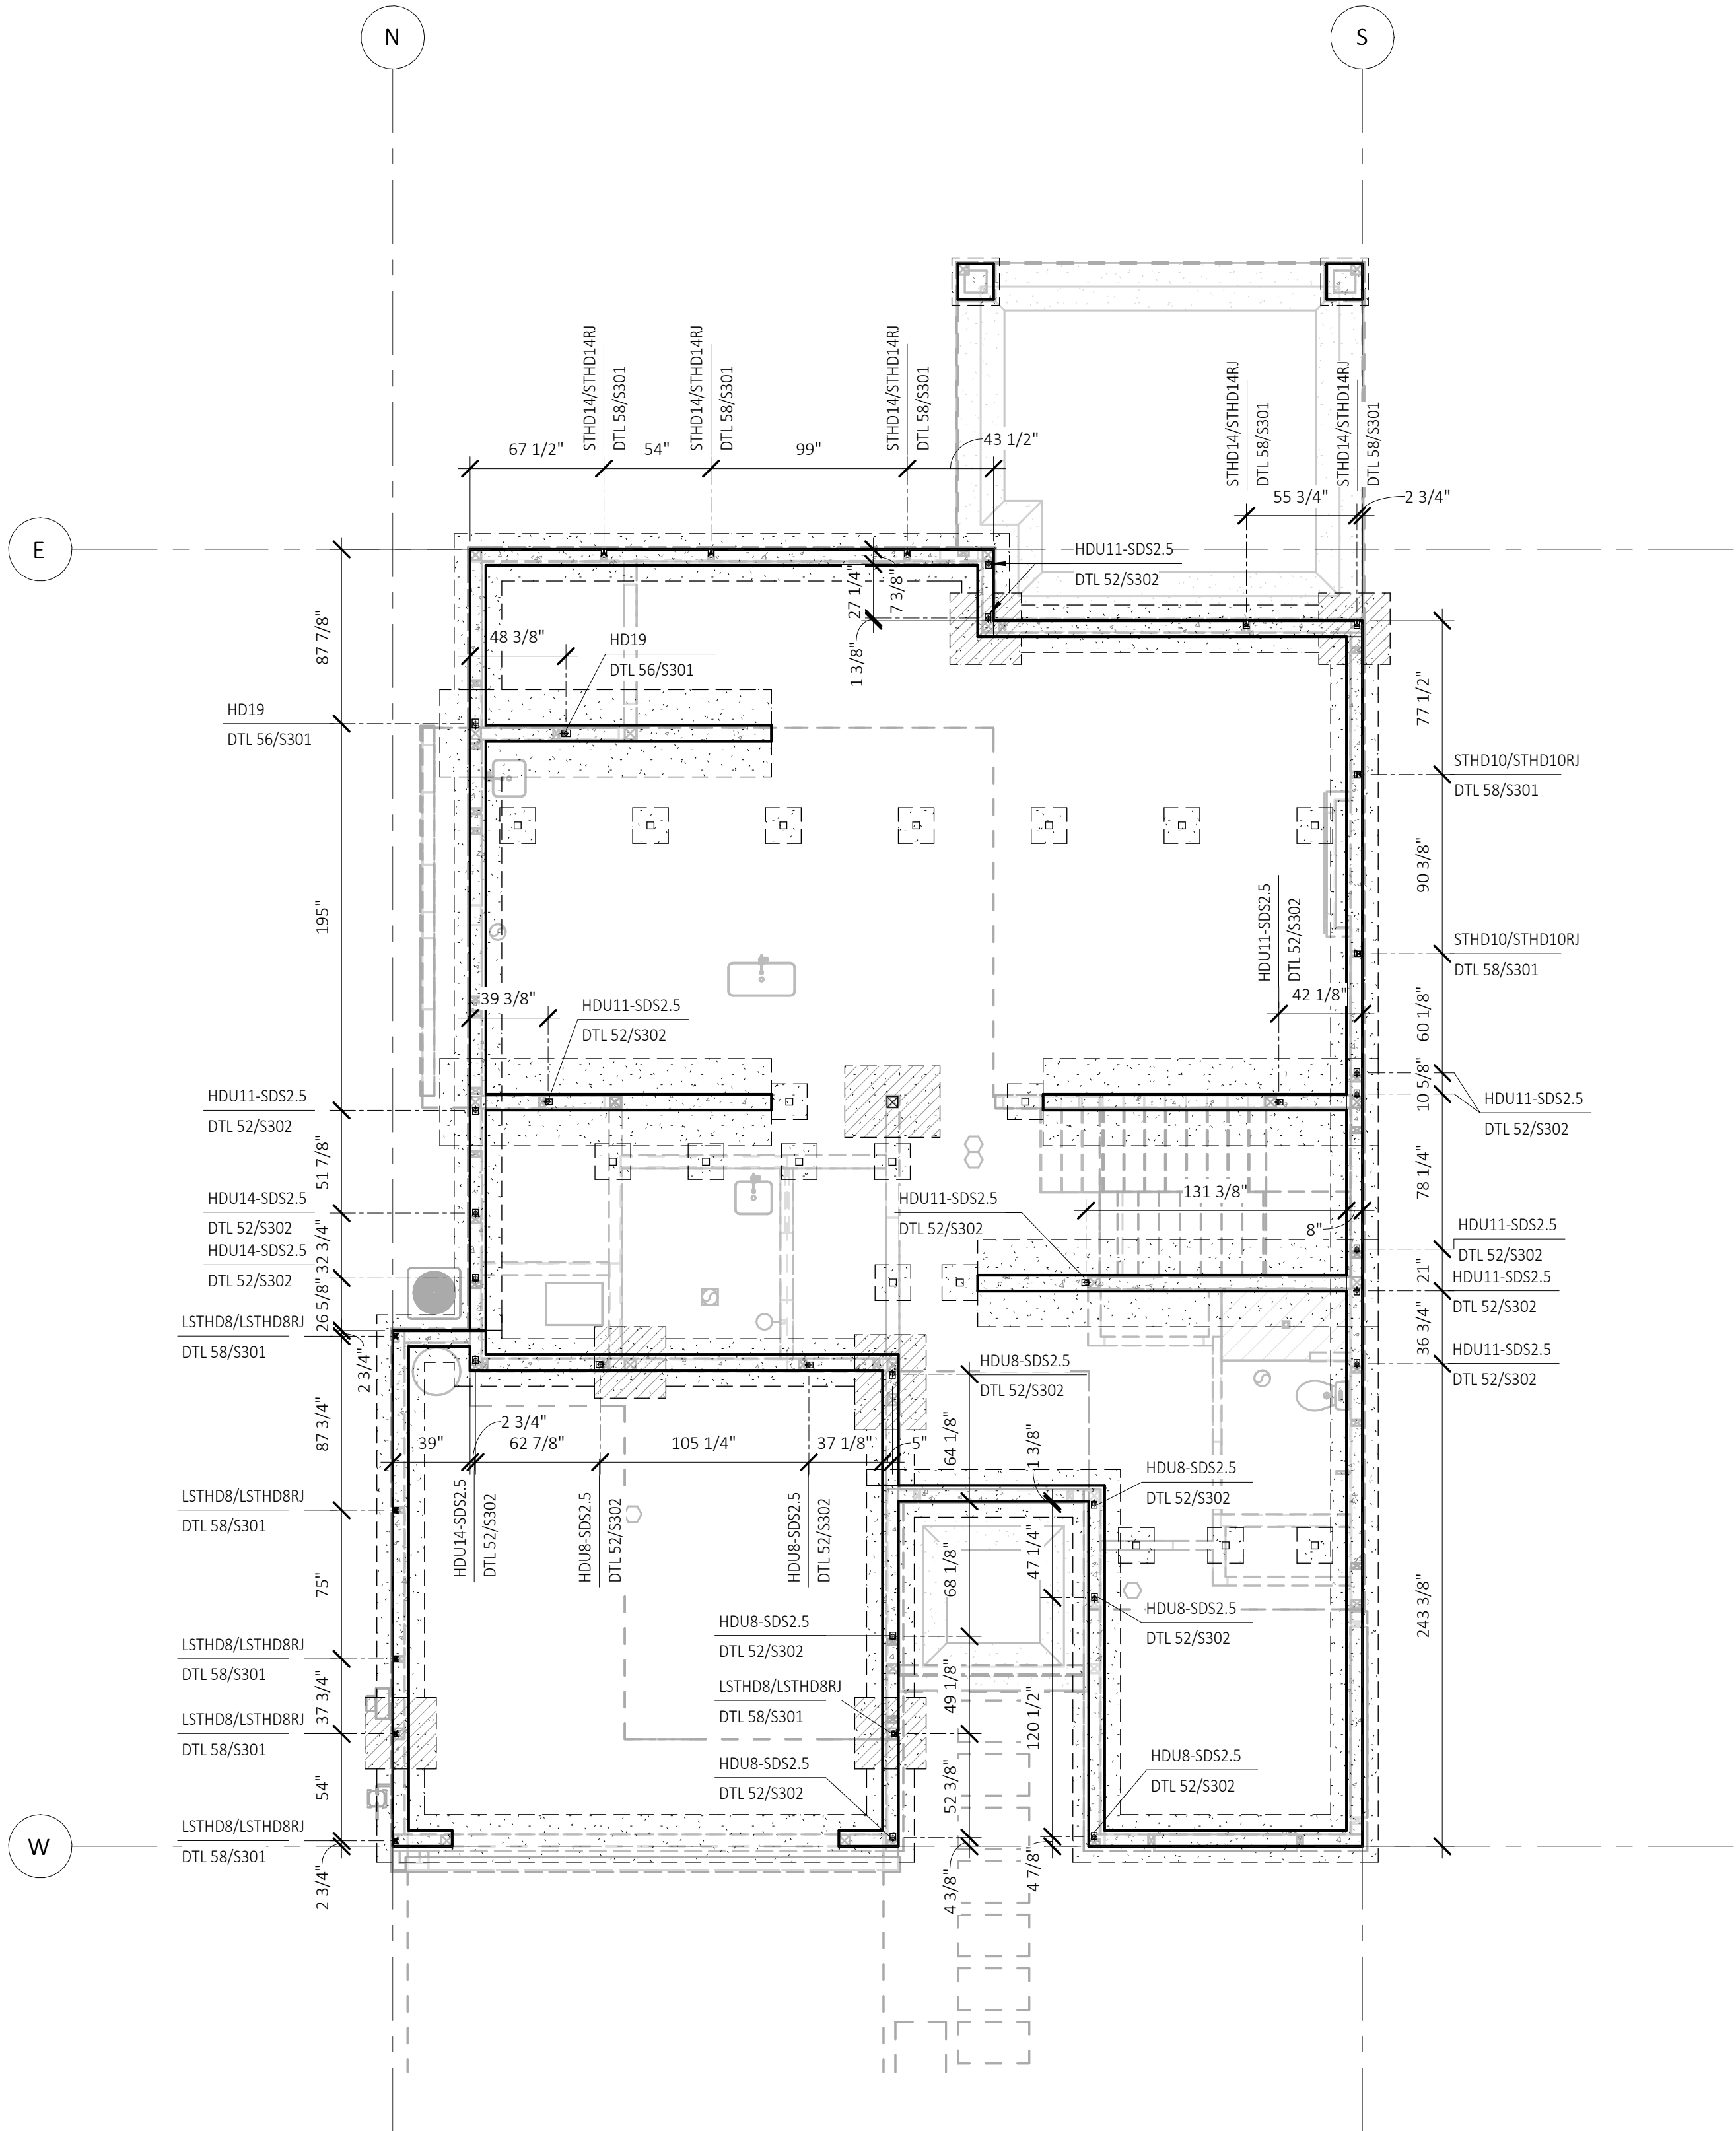 N
S
STHD14/STHD14RJ
DTL 58/S301
STHD14/STHD14RJ
DTL 58/S301
STHD14/STHD14RJ
DTL 58/S301
STHD14/STHD14RJ
DTL 58/S301
STHD14/STHD14RJ
DTL 58/S301
67 1/2"
54"
99"
43 1/2"
55 3/4"
2 3/4"
E
HDU11-SDS2.5
DTL 52/S302
27 1/4"
7 3/8"
1 3/8"
87 7/8"
48 3/8"
HD19
DTL 56/S301
HD19
DTL 56/S301
77 1/2"
STHD10/STHD10RJ
DTL 58/S301
90 3/8"
195"
HDU11-SDS2.5
DTL 52/S302
STHD10/STHD10RJ
DTL 58/S301
39 3/8"
HDU11-SDS2.5
DTL 52/S302
42 1/8"
60 1/8"
10 5/8"
HDU11-SDS2.5
DTL 52/S302
HDU11-SDS2.5
DTL 52/S302
51 7/8"
78 1/4"
HDU14-SDS2.5
DTL 52/S302
HDU11-SDS2.5
DTL 52/S302
131 3/8"
8"
HDU11-SDS2.5
DTL 52/S302
32 3/4"
HDU14-SDS2.5
DTL 52/S302
21"
HDU11-SDS2.5
DTL 52/S302
26 5/8"
LSTHD8/LSTHD8RJ
DTL 58/S301
2 3/4"
36 3/4"
HDU11-SDS2.5
DTL 52/S302
HDU8-SDS2.5
DTL 52/S302
87 3/4"
39"
2 3/4"
62 7/8"
105 1/4"
37 1/8"
5"
64 1/8"
1 3/8"
HDU8-SDS2.5
DTL 52/S302
LSTHD8/LSTHD8RJ
DTL 58/S301
HDU14-SDS2.5
DTL 52/S302
HDU8-SDS2.5
DTL 52/S302
HDU8-SDS2.5
DTL 52/S302
47 1/4"
68 1/8"
75"
HDU8-SDS2.5
DTL 52/S302
HDU8-SDS2.5
DTL 52/S302
243 3/8"
LSTHD8/LSTHD8RJ
DTL 58/S301
LSTHD8/LSTHD8RJ
DTL 58/S301
49 1/8"
120 1/2"
37 3/4"
LSTHD8/LSTHD8RJ
DTL 58/S301
HDU8-SDS2.5
DTL 52/S302
HDU8-SDS2.5
DTL 52/S302
54"
52 3/8"
LSTHD8/LSTHD8RJ
DTL 58/S301
W
2 3/4"
4 3/8"
4 7/8"